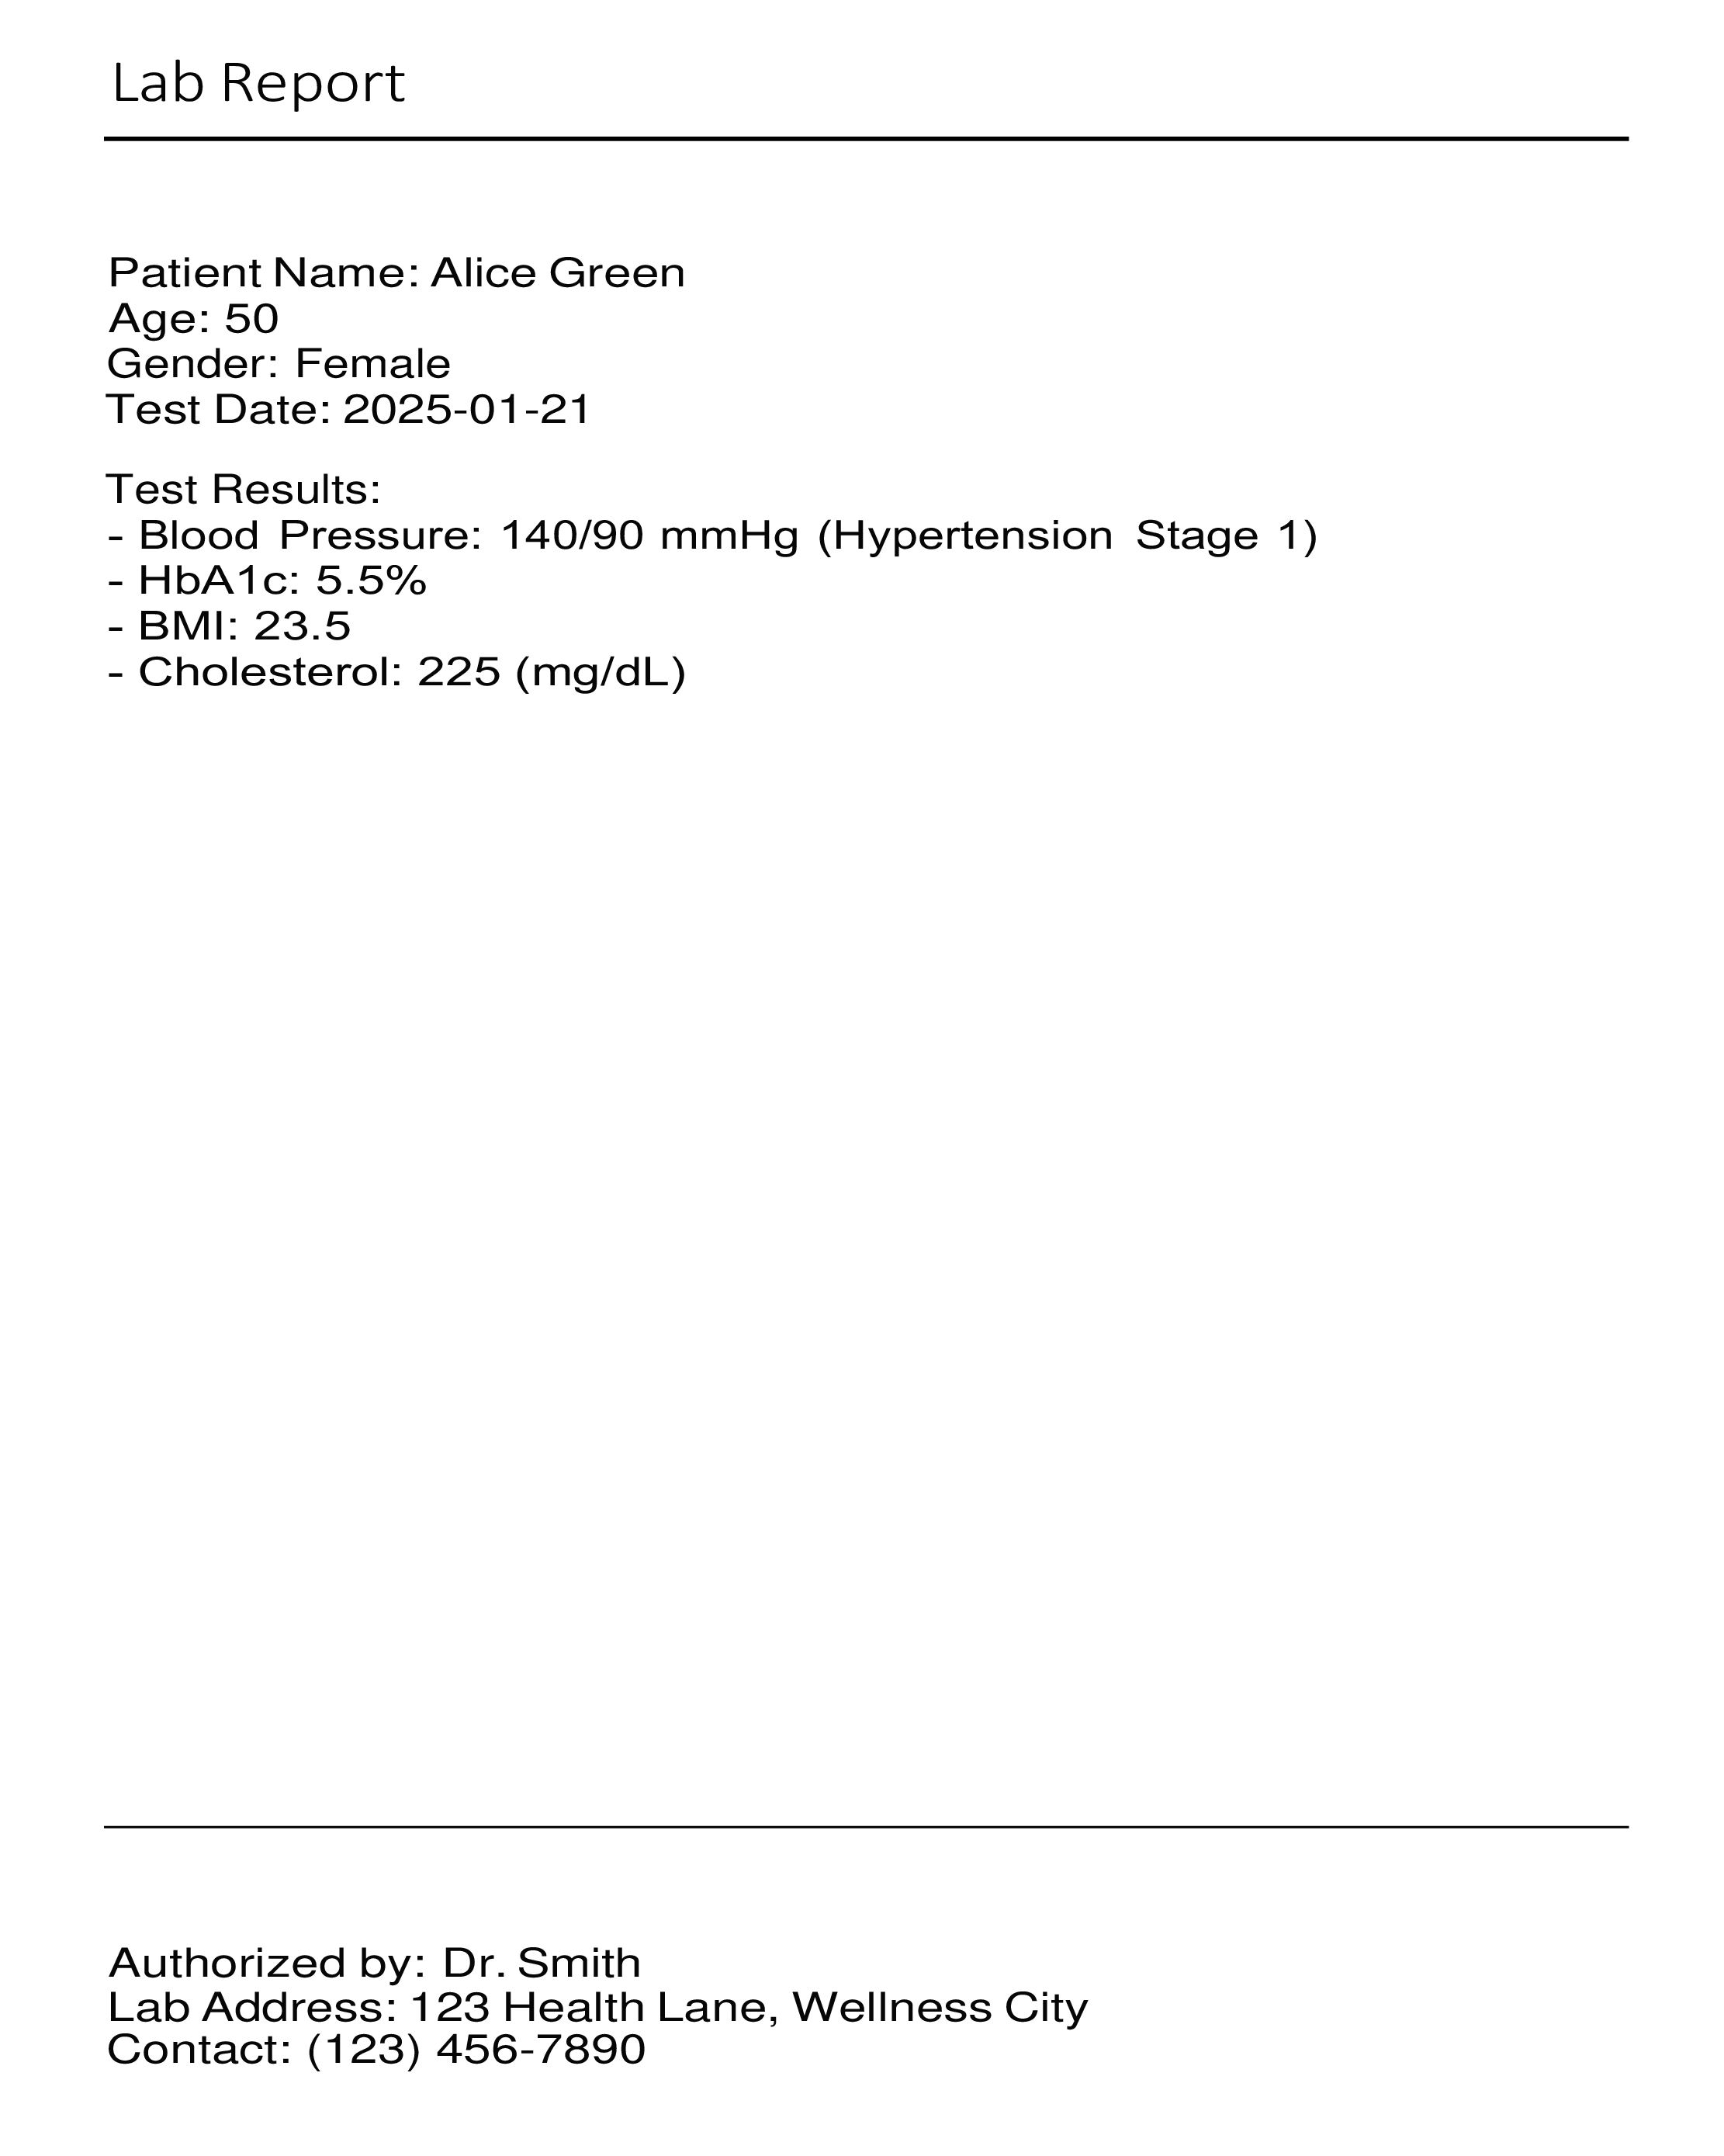 Lab Report
Patient Name: Alice Green
Age: 50
Gender: Female
Test Date: 2025-01-21
Test Results:
- Blood Pressure: 140/90 mmHg (Hypertension Stage 1)
- HbA1c: 5.5%
- BMI: 23.5
- Cholesterol: 225 (mg/dL)
Authorized by: Dr. Smith
Lab Address: 123 Health Lane, Wellness City
Contact: (123) 456-7890